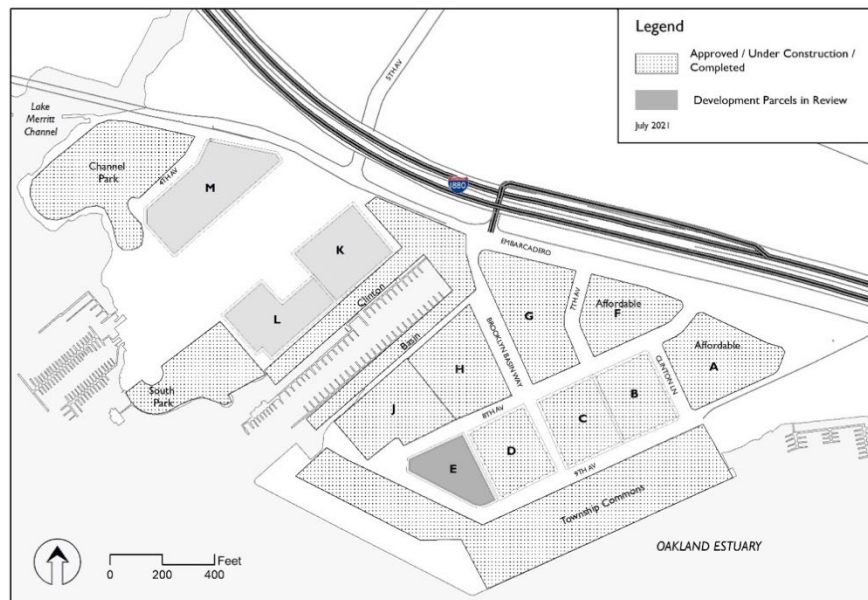 Legend
Approved / Under Construction /
Completed
Development Parcels in Review
July 2021
5TH AV
Lake
Merritt
Channel
Channel
Park
4TH AV
M
I880
K
EMBARCADERO
Clinton
Basin
L
South
Park
BROOKLYN BASIN WAY
G
7TH AV
Affordable
F
Affordable
A
CLINTON LN
H
J
8TH AV
B
C
D
E
9TH AV
Township Commons
OAKLAND ESTUARY
Feet
0 200 400